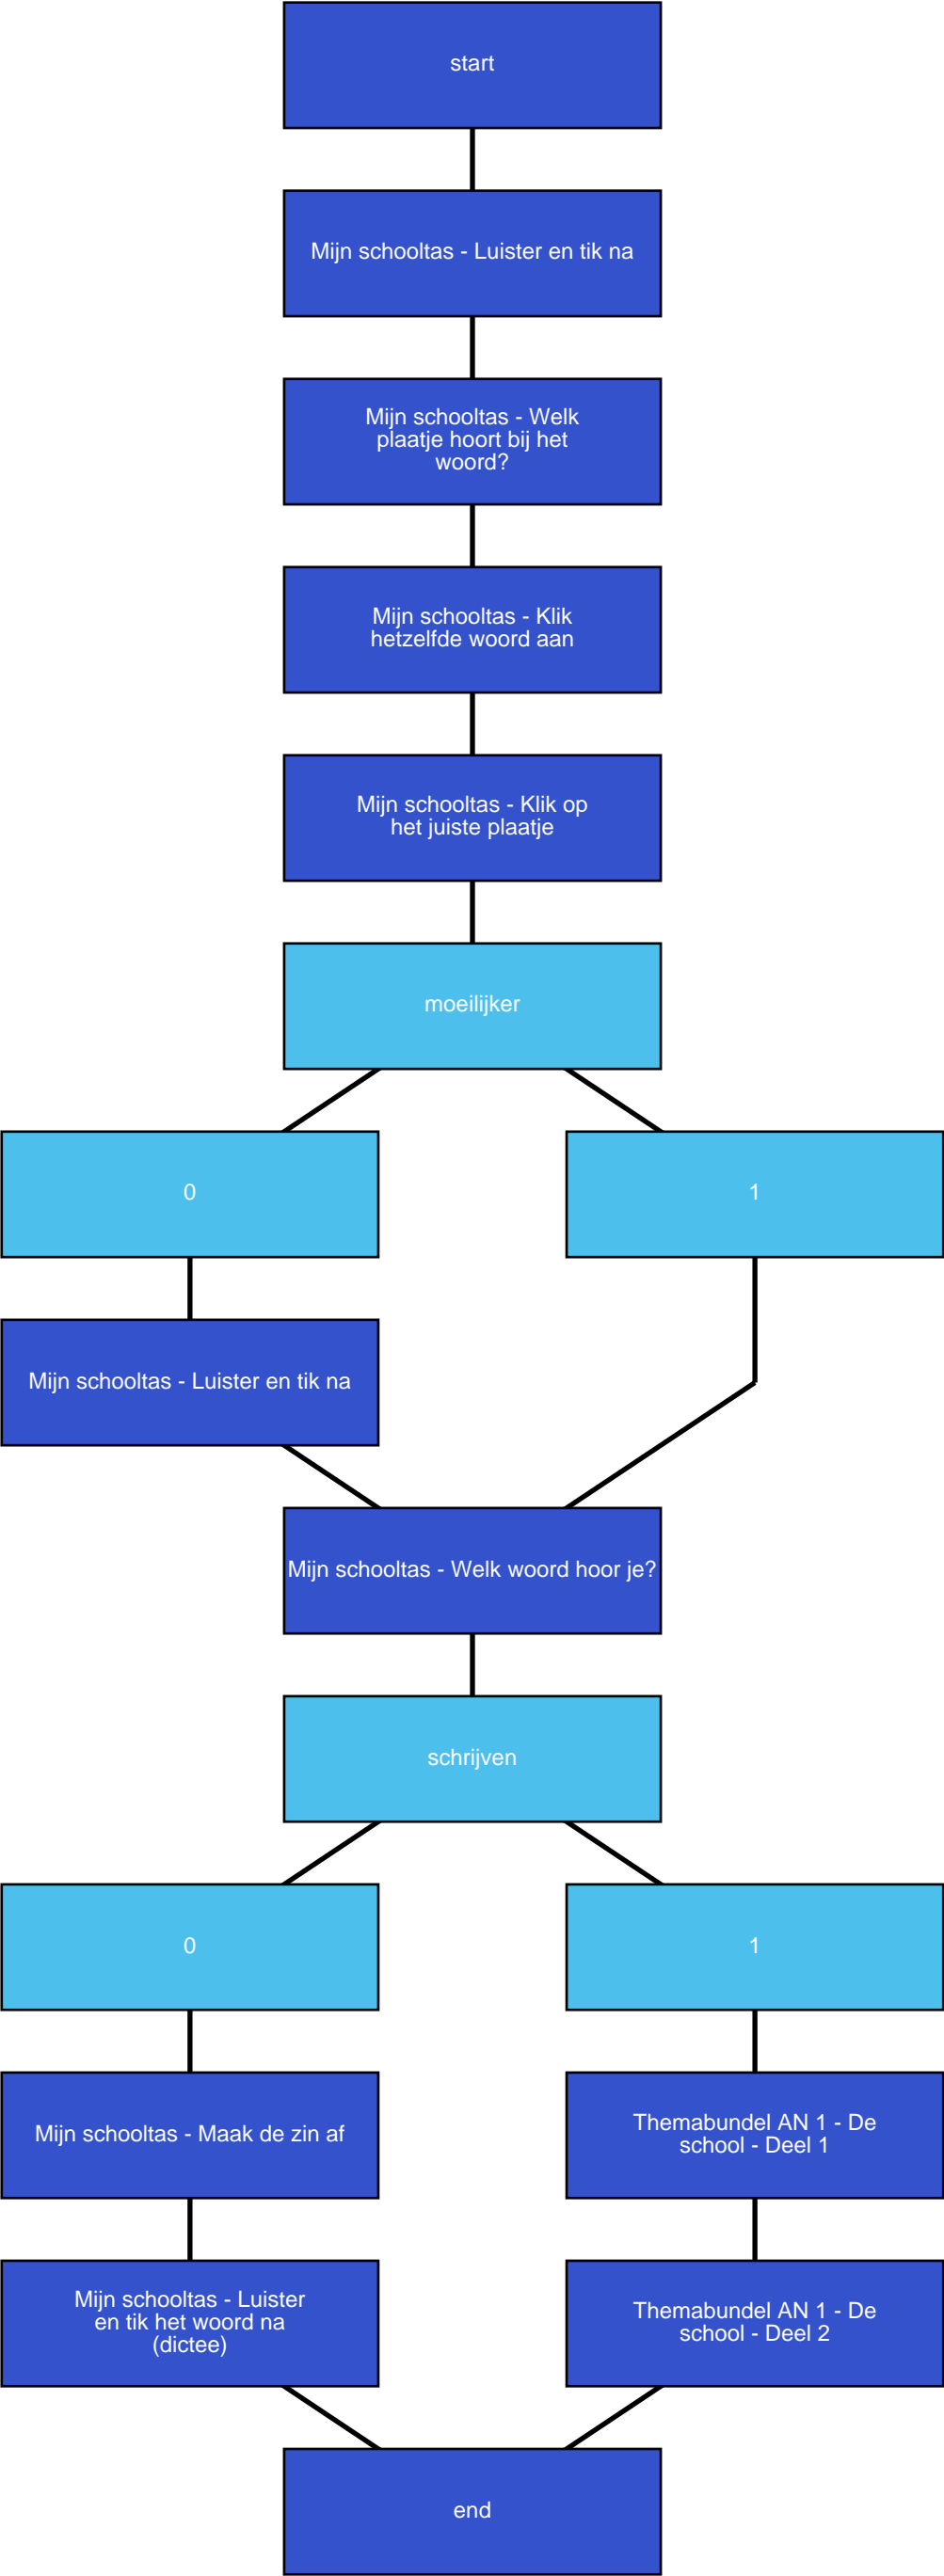 start
Mijn schooltas - Luister en tik na
Mijn schooltas - Welk
plaatje hoort bij het
woord?
Mijn schooltas - Klik
hetzelfde woord aan
Mijn schooltas - Klik op
het juiste plaatje
moeilijker
0
1
Mijn schooltas - Luister en tik na
Mijn schooltas - Welk woord hoor je?
schrijven
0
1
Mijn schooltas - Maak de zin af
Themabundel AN 1 - De
school - Deel 1
Mijn schooltas - Luister
en tik het woord na
(dictee)
Themabundel AN 1 - De
school - Deel 2
end